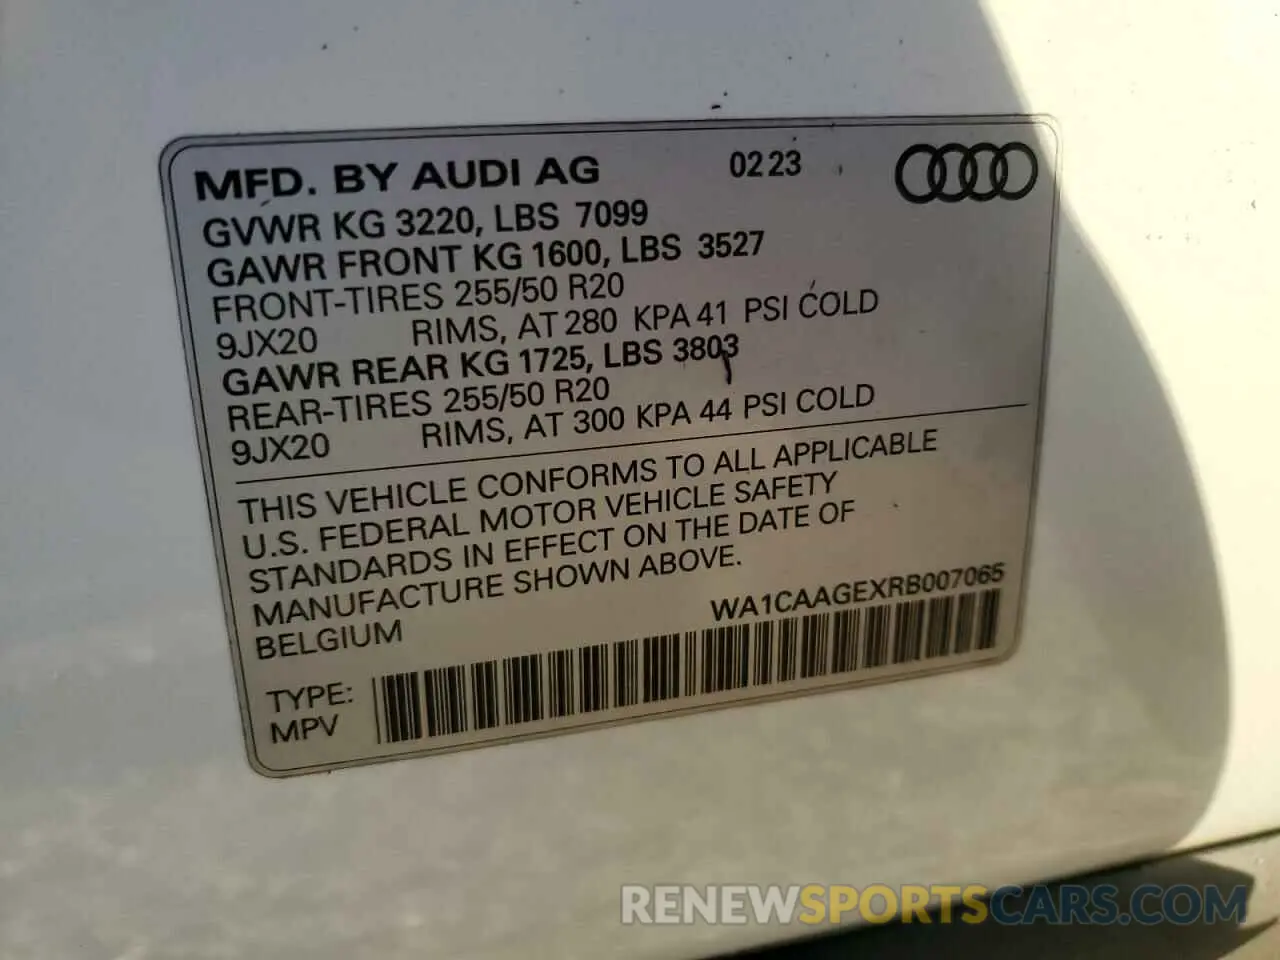 MFD. BY AUDI AG 02 23
GVWR KG 3220, LBS 7099
GAWR FRONT KG 1600, LBS 3527
FRONT-TIRES 255/50 R20
9JX20 RIMS, AT 280 KPA 41 PSI COLD
GAWR REAR KG 1725, LBS 3803
REAR-TIRES 255/50 R20
9JX20 RIMS, AT 300 KPA 44 PSI COLD
THIS VEHICLE CONFORMS TO ALL APPLICABLE
U.S. FEDERAL MOTOR VEHICLE SAFETY
STANDARDS IN EFFECT ON THE DATE OF
MANUFACTURE SHOWN ABOVE.
BELGIUM WA1CAAGEXRB007065
TYPE:
MPV
RENEWSPORTSCARS.COM